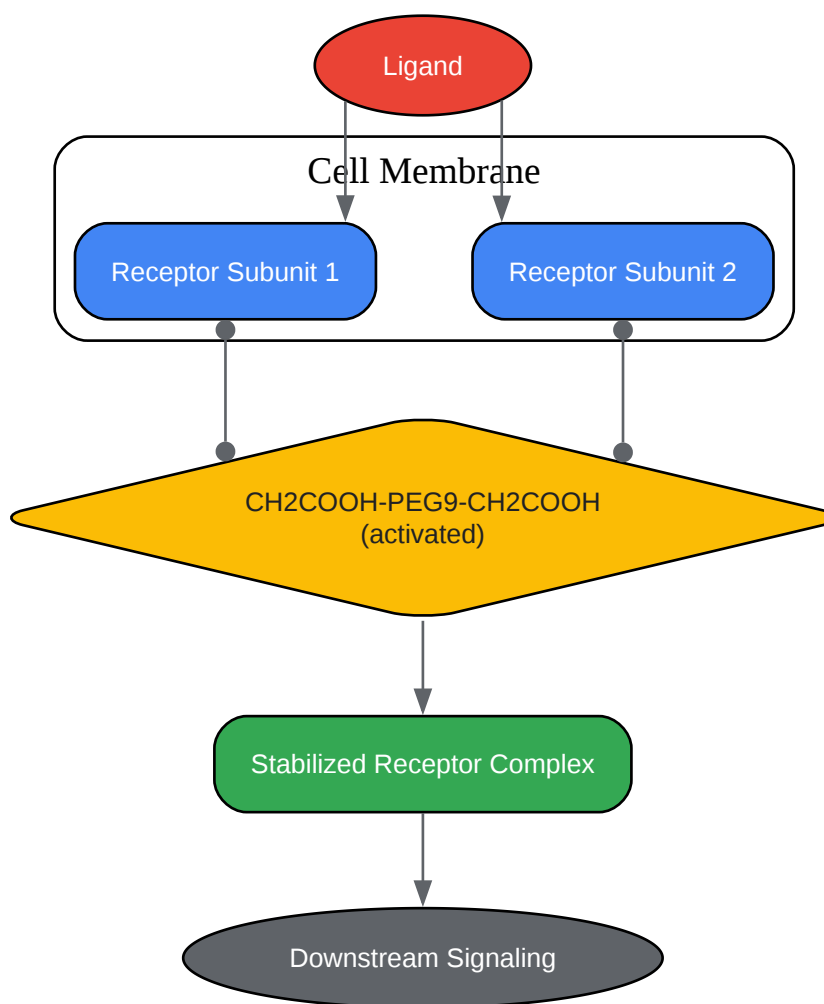 Ligand
Cell Membrane
Receptor Subunit 1
Receptor Subunit 2
CH2COOH-PEG9-CH2COOH
(activated)
Stabilized Receptor Complex
Downstream Signaling